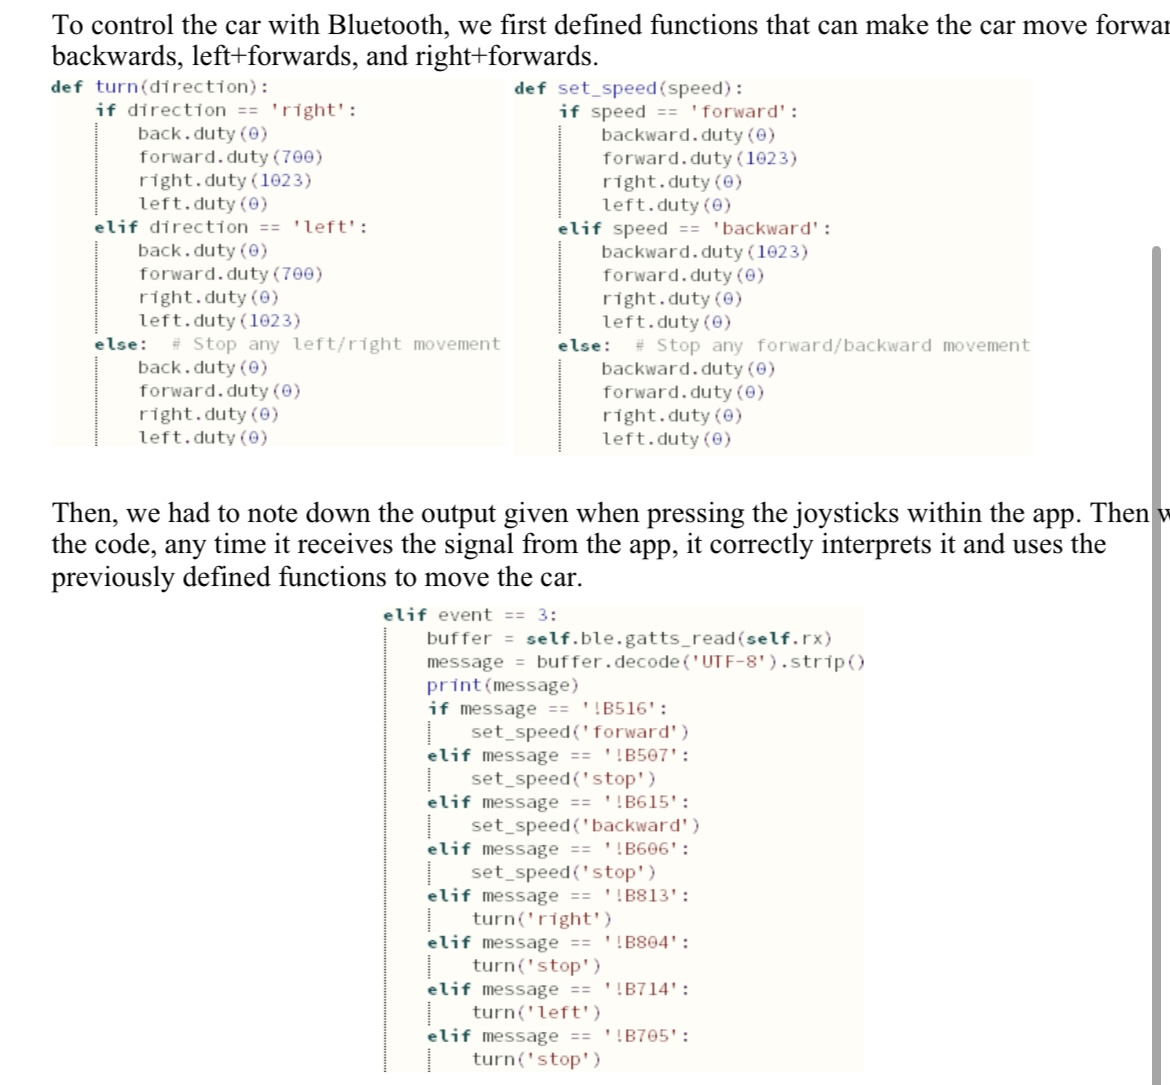 To control the car with Bluetooth, we first defined functions that can make the car move
backwards, left+forwards, and right+forwards.
def turn(direction):
    if direction == 'right':
        back.duty(0)
        forward.duty(700)
        right.duty(1023)
        left.duty(0)
    elif direction == 'left':
        back.duty(0)
        forward.duty(700)
        right.duty(0)
        left.duty(1023)
    else:  # Stop any left/right movement
        back.duty(0)
        forward.duty(0)
        right.duty(0)
        left.duty(0)
def set_speed(speed):
    if speed == 'forward':
        backward.duty(0)
        forward.duty(1023)
        right.duty(0)
        left.duty(0)
    elif speed == 'backward':
        backward.duty(1023)
        forward.duty(0)
        right.duty(0)
        left.duty(0)
    else:  # Stop any forward/backward movement
        backward.duty(0)
        forward.duty(0)
        right.duty(0)
        left.duty(0)
Then, we had to note down the output given when pressing the joysticks within the app. Then
the code, any time it receives the signal from the app, it correctly interprets it and uses the
previously defined functions to move the car.
elif event == 3:
    buffer = self.ble.gatts_read(self.rx)
    message = buffer.decode('UTF-8').strip()
    print(message)
    if message == '!B516':
        set_speed('forward')
    elif message == '!B507':
        set_speed('stop')
    elif message == '!B615':
        set_speed('backward')
    elif message == '!B606':
        set_speed('stop')
    elif message == '!B813':
        turn('right')
    elif message == '!B804':
        turn('stop')
    elif message == '!B714':
        turn('left')
    elif message == '!B705':
        turn('stop')